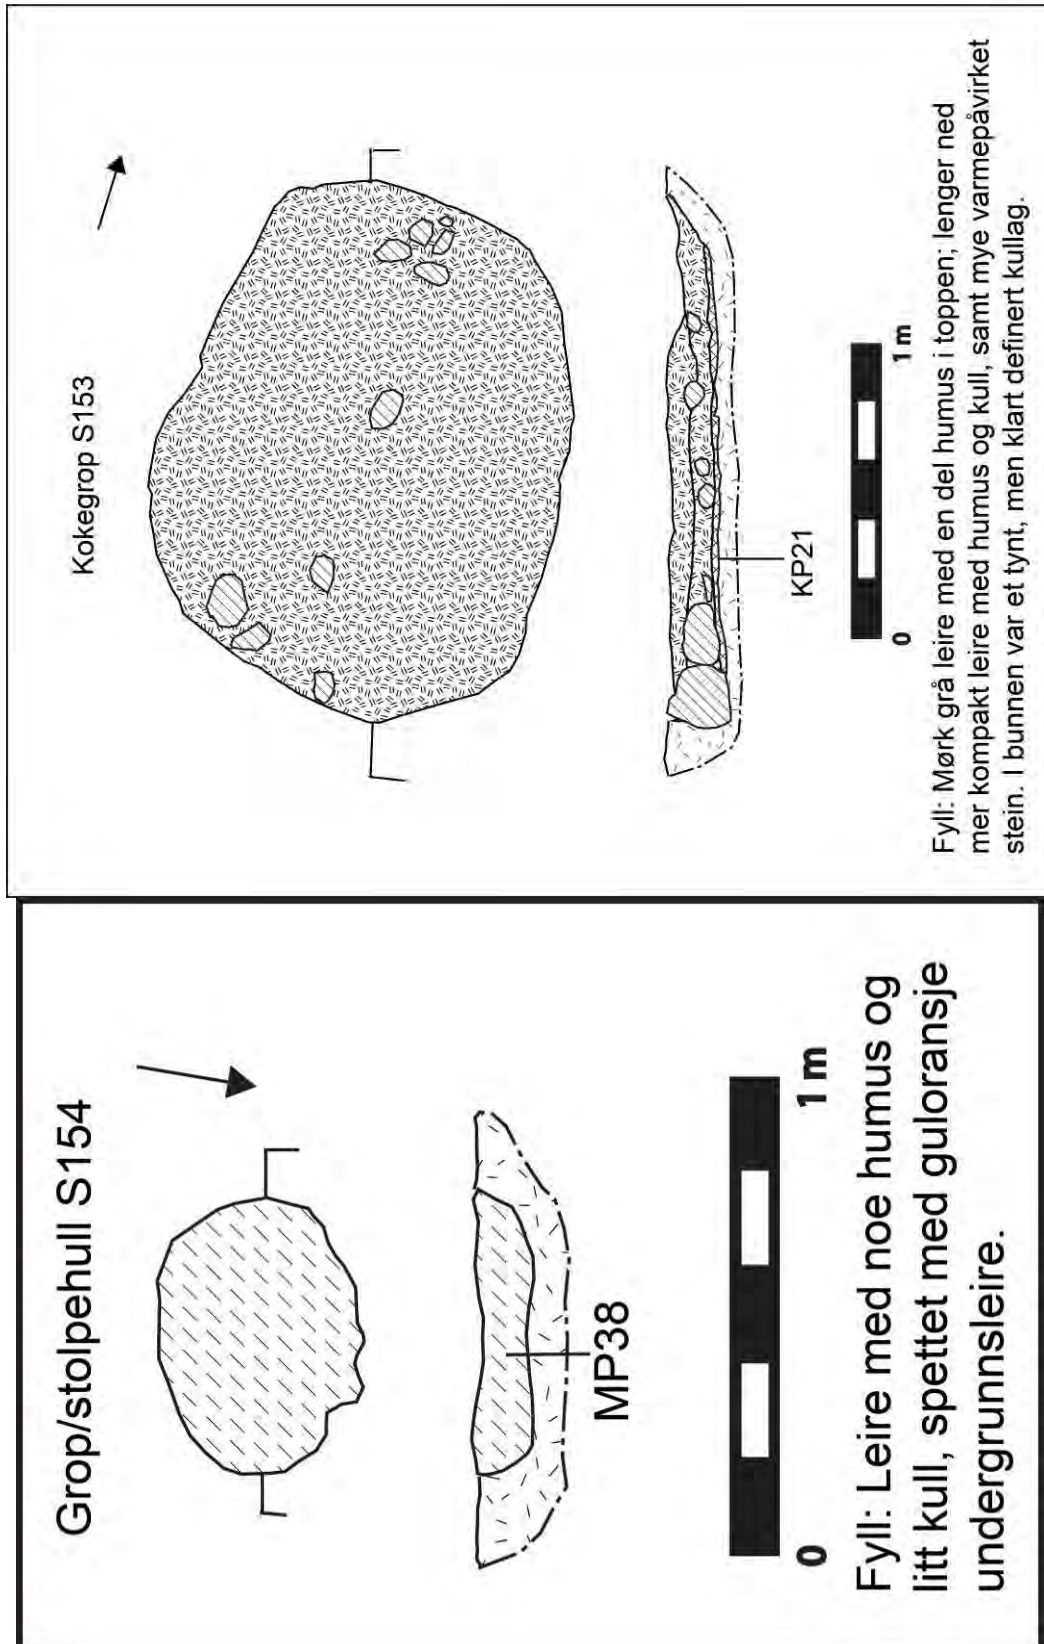 Kokegrop S153
KP21
0
1 m
Fyll: Mørk grå leire med en del humus i toppen; lenger ned
mer kompakt leire med humus og kull, samt mye varmepåvirket
stein. I bunnen var et tynt, men klart definert kullag.
Grop/stolpehull S154
MP38
0
1 m
Fyll: Leire med noe humus og
litt kull, spettet med guloransje
undergrunnsleire.